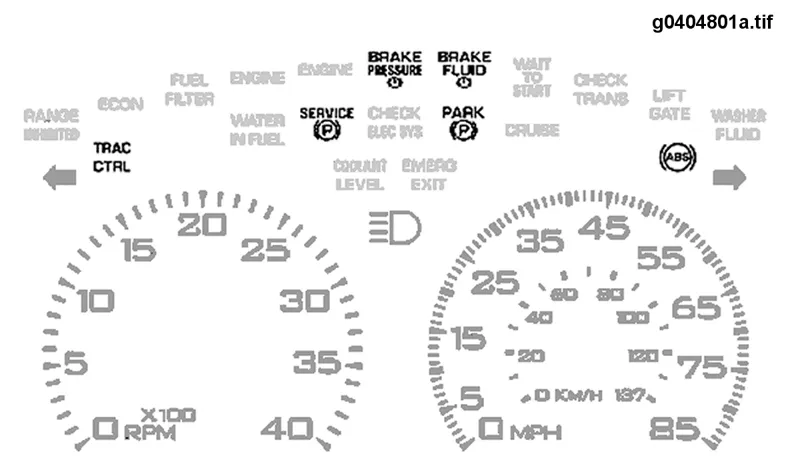 g0404801a.tif
BRAKE
PRESSURE
BRAKE
FLUID
WAIT
TO
START
FUEL
FILTER
ENGINE
ENGINE
CHECK
TRANS
RANGE
INHIBITED
ECON
LIFT
GATE
WASHER
FLUID
WATER
IN FUEL
SERVICE
(P)
CHECK
ELEC SYS
PARK
(P)
CRUISE
TRAC
CTRL
COOLANT
LEVEL
EMERG
EXIT
ABS
0 5 10 15 20 25 30 35 40
X100
RPM
0 5 15 25 35 45 55 65 75 85
MPH
20 40 60 80 100 120
0 KM/H 137